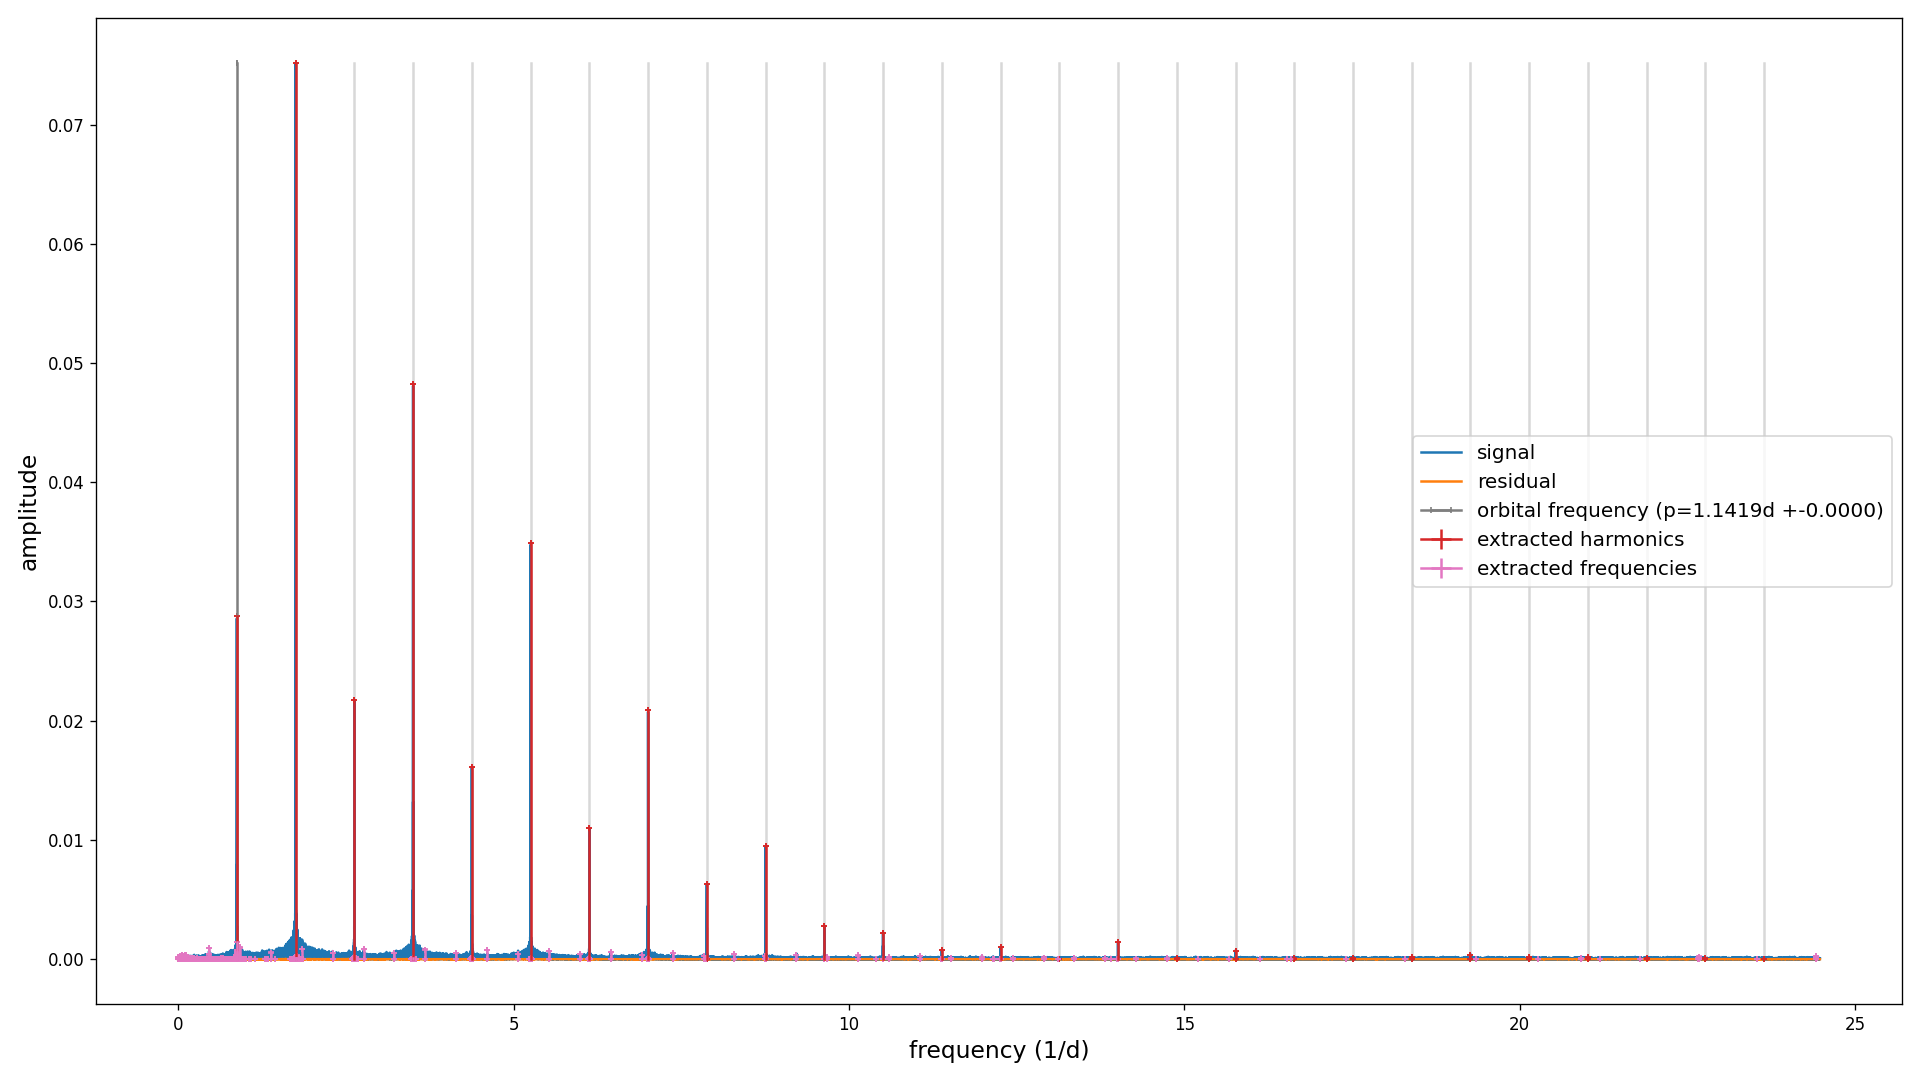 0.07
0.06
0.05
0.04
0.03
0.02
0.01
0.00
amplitude
0
5
10
15
20
25
frequency (1/d)
signal
residual
orbital frequency (p=1.1419d +-0.0000)
extracted harmonics
extracted frequencies